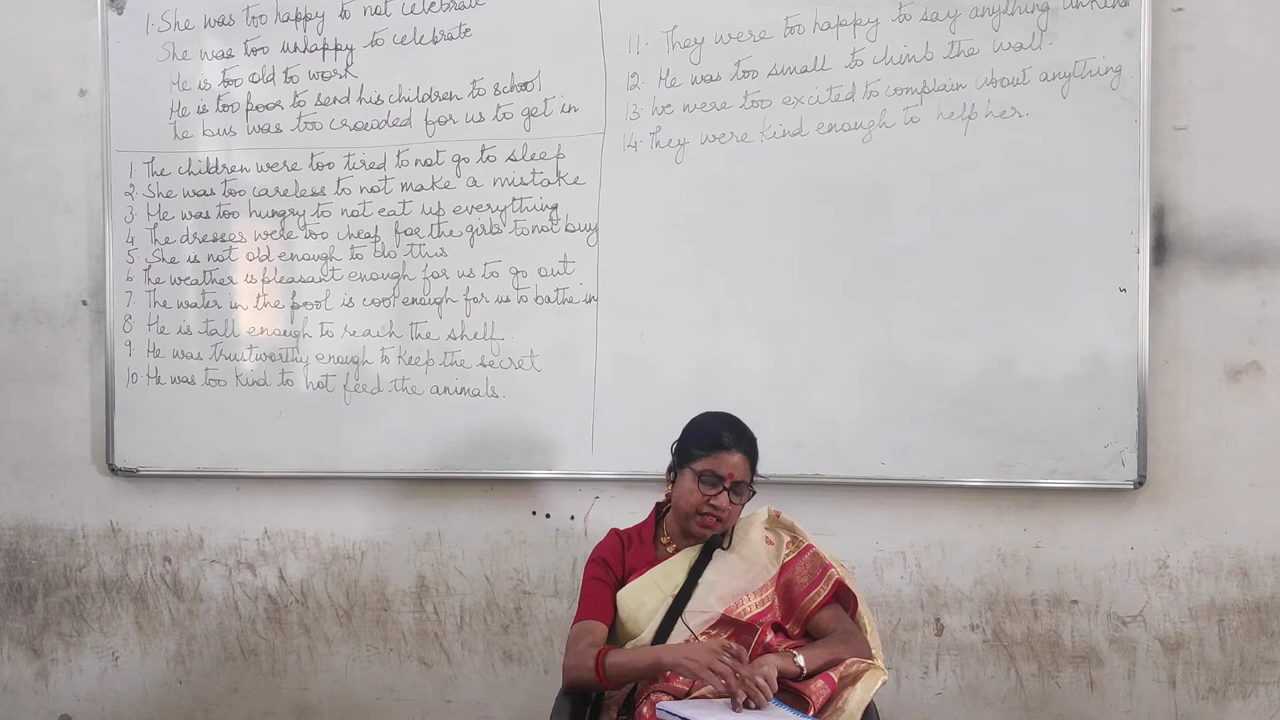 1. She was too happy to not celebrate
She was too unhappy to celebrate
He is too old to work
He is too poor to send his children to school
The bus was too crowded for us to get in
1. The children were too tired to not go to sleep
2. She was too careless to not make a mistake
3. He was too hungry to not eat up everything
4. The dresses were too cheap for the girls to not buy
5. She is not old enough to do this
6. The weather is pleasant enough for us to go out
7. The water in the pool is cool enough for us to bathe in
8. He is tall enough to reach the shelf.
9. He was trustworthy enough to keep the secret
10. He was too kind to not feed the animals.
11. They were too happy to say anything unkind
12. He was too small to climb the wall.
13. We were too excited to complain about anything.
14. They were kind enough to help her.